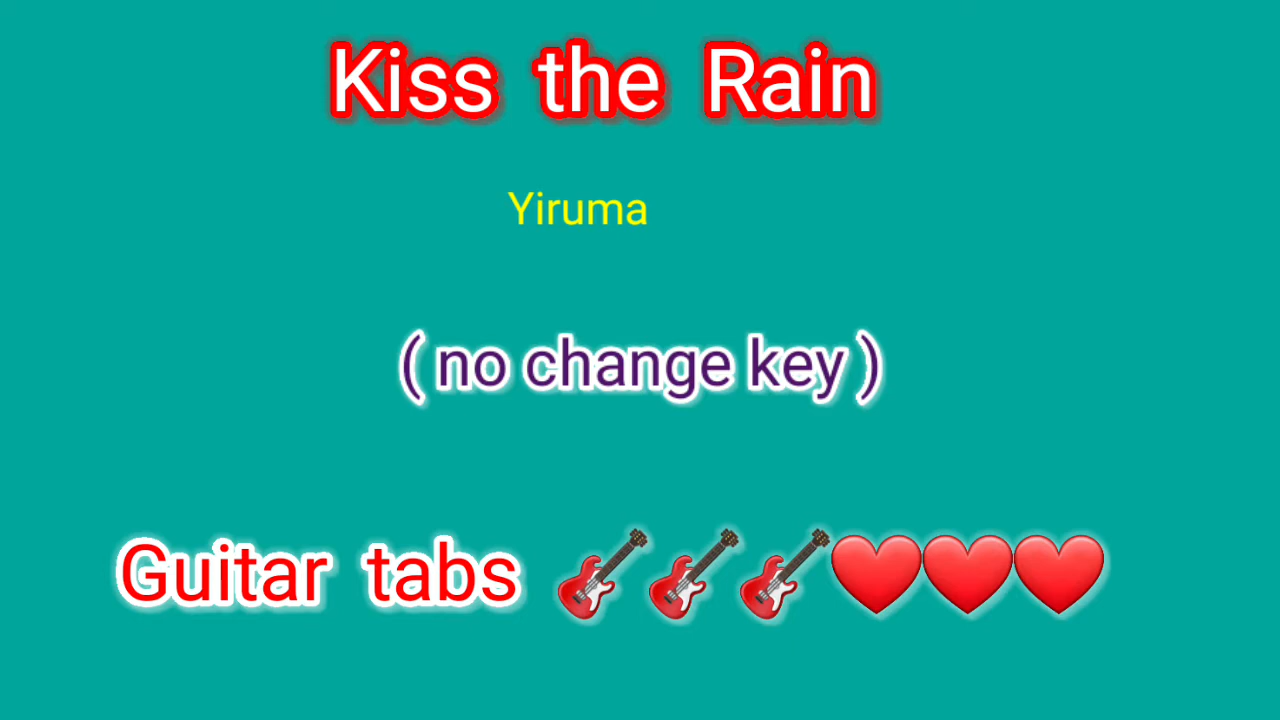 Kiss the Rain
Yiruma
( no change key )
Guitar tabs 🎸🎸🎸❤️❤️❤️